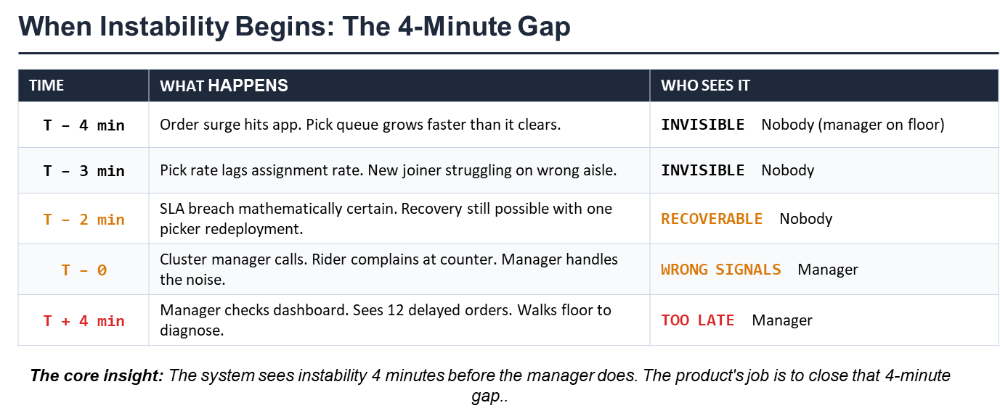 When Instability Begins: The 4-Minute Gap
TIME WHAT HAPPENS WHO SEES IT
T – 4 min Order surge hits app. Pick queue grows faster than it clears. INVISIBLE Nobody (manager on floor)
T – 3 min Pick rate lags assignment rate. New joiner struggling on wrong aisle. INVISIBLE Nobody
T – 2 min SLA breach mathematically certain. Recovery still possible with one
picker redeployment. RECOVERABLE Nobody
T – 0 Cluster manager calls. Rider complains at counter. Manager handles
the noise. WRONG SIGNALS Manager
T + 4 min Manager checks dashboard. Sees 12 delayed orders. Walks floor to
diagnose. TOO LATE Manager
The core insight: The system sees instability 4 minutes before the manager does. The product's job is to close that 4-minute
gap..